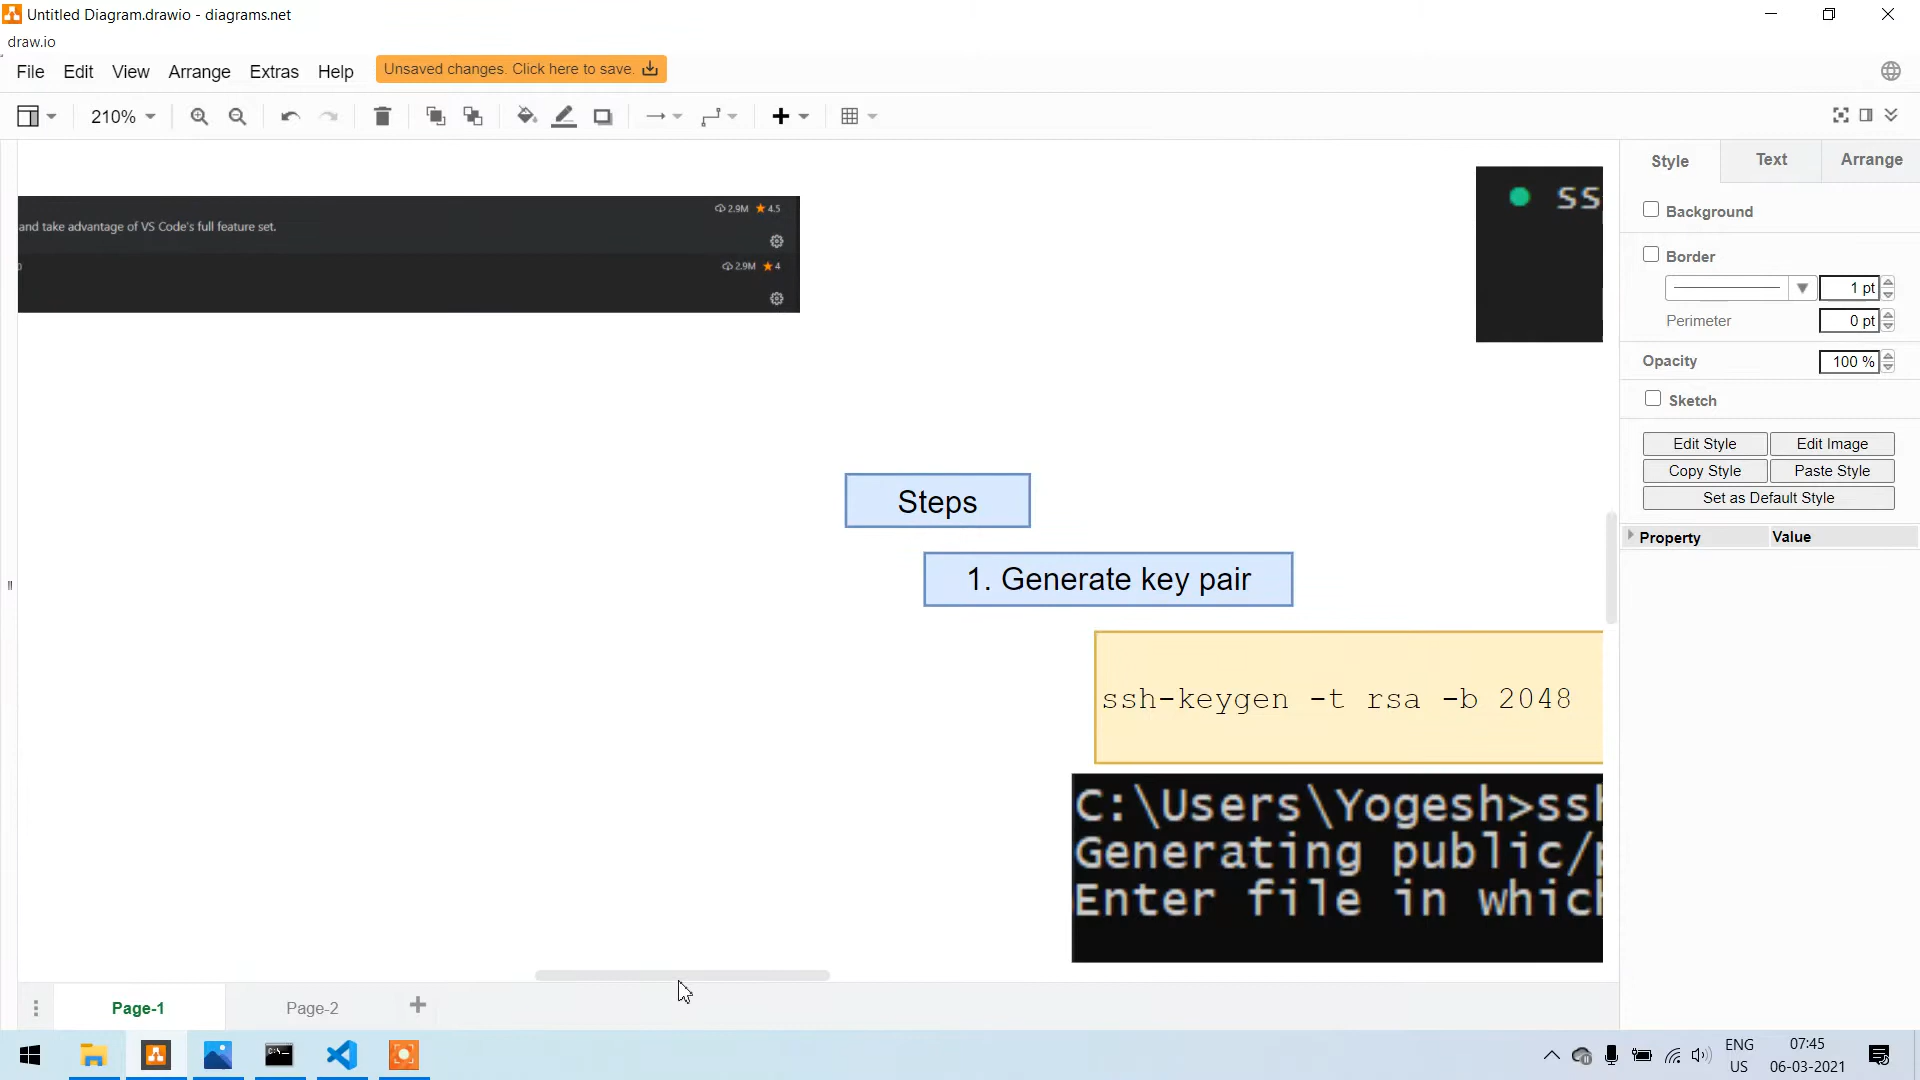 Untitled Diagram.drawio - diagrams.net
draw.io
File Edit View Arrange Extras Help Unsaved changes. Click here to save.
210%
Style Text Arrange
and take advantage of VS Code's full feature set.
2.9M 4.5
2.9M 4
ss
Background
Border
1 pt
Perimeter 0 pt
Opacity 100 %
Sketch
Edit Style Edit Image
Copy Style Paste Style
Set as Default Style
Property Value
Steps
1. Generate key pair
ssh-keygen -t rsa -b 2048
C:\Users\Yogesh>ssh
Generating public/p
Enter file in which
Page-1 Page-2
ENG
US
07:45
06-03-2021